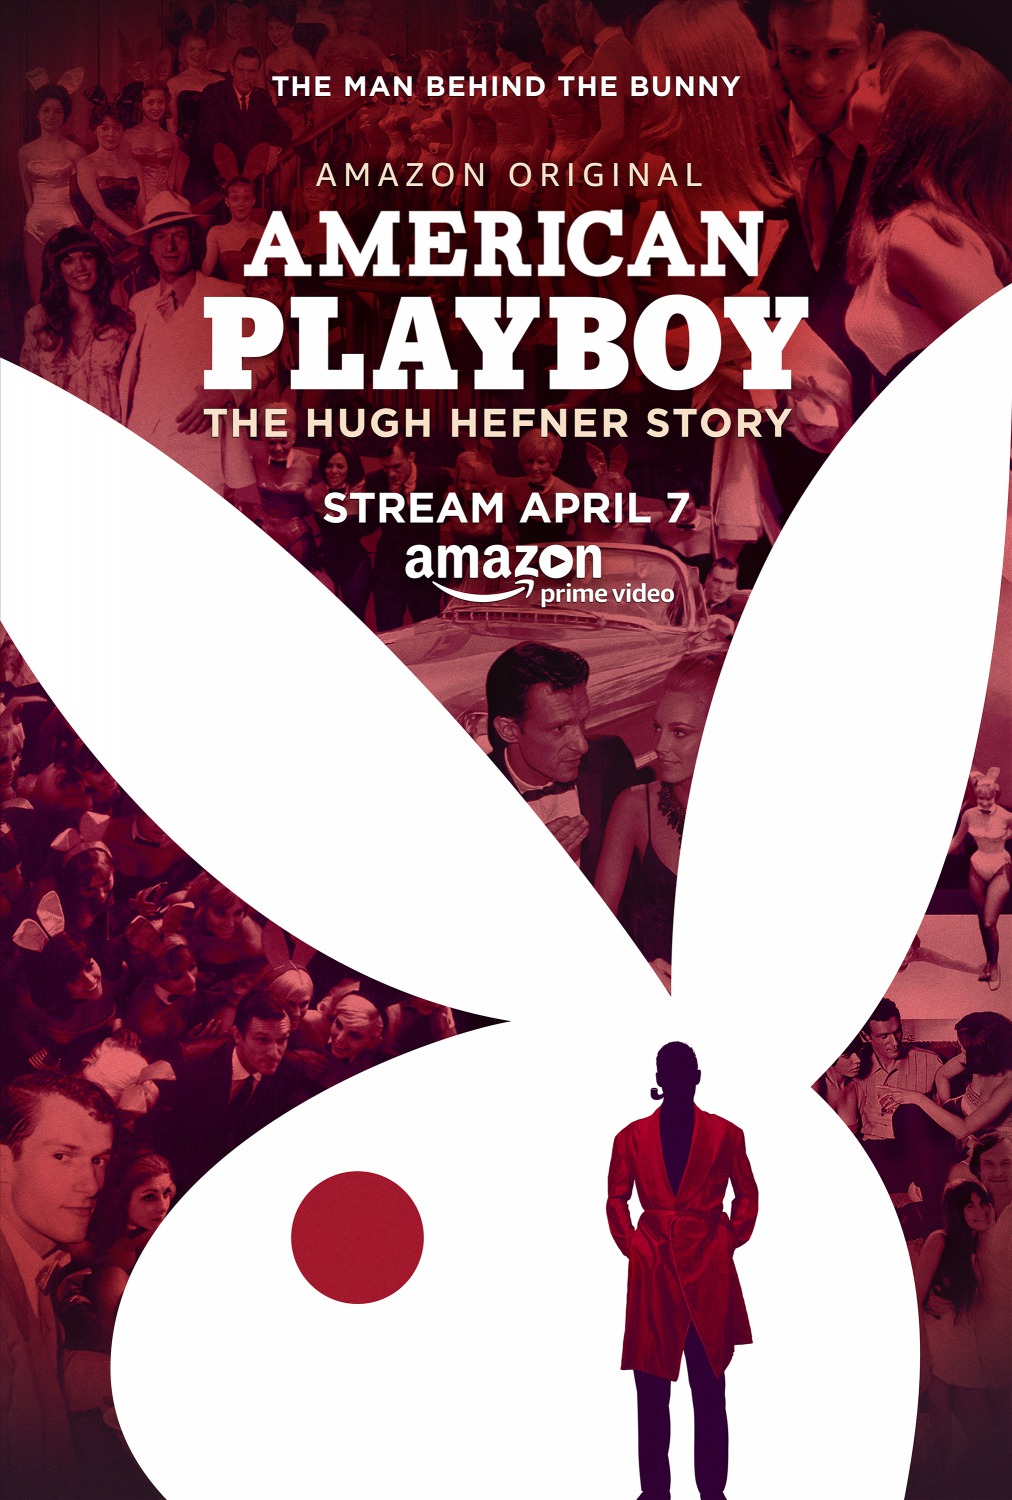 THE MAN BEHIND THE BUNNY
AMAZON ORIGINAL
AMERICAN
PLAYBOY
THE HUGH HEFNER STORY
STREAM APRIL 7
amazon
prime video